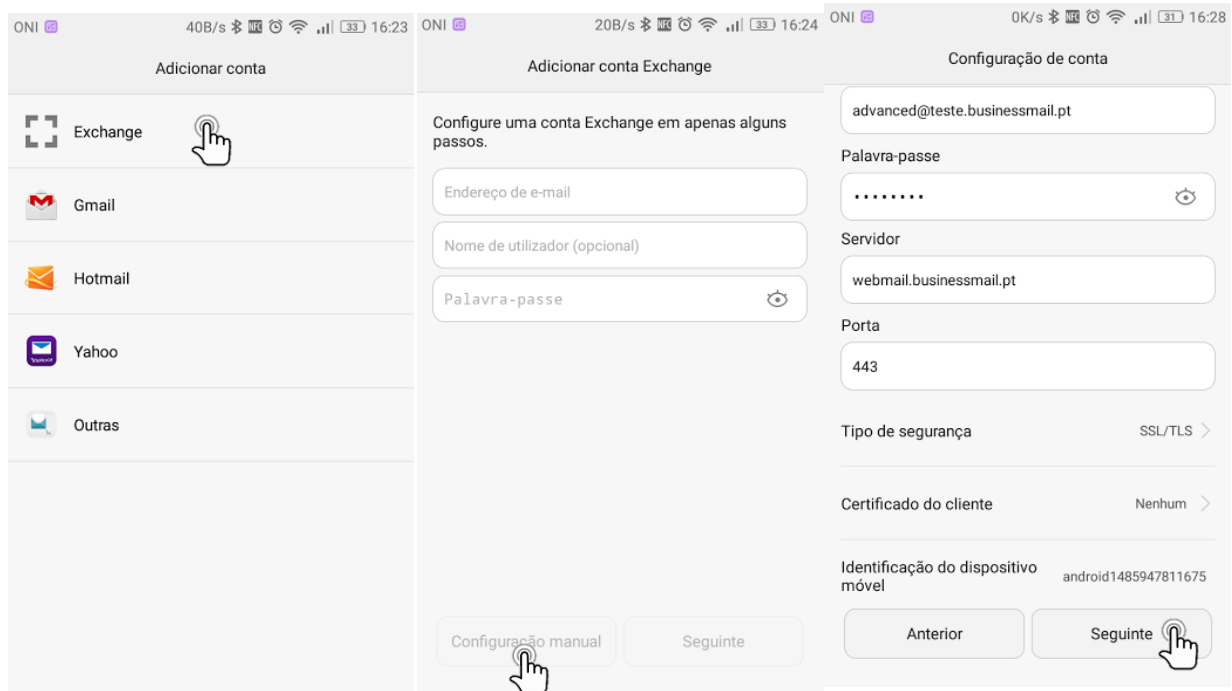 ONI 40B/s NFC 33 16:23
Adicionar conta
Exchange
Gmail
Hotmail
Yahoo
Outras
ONI 20B/s NFC 33 16:24
Adicionar conta Exchange
Configure uma conta Exchange em apenas alguns
passos.
Endereço de e-mail
Nome de utilizador (opcional)
Palavra-passe
Configuração manual Seguinte
ONI 0K/s NFC 31 16:28
Configuração de conta
advanced@teste.businessmail.pt
Palavra-passe
........
Servidor
webmail.businessmail.pt
Porta
443
Tipo de segurança SSL/TLS
Certificado do cliente Nenhum
Identificação do dispositivo
móvel android1485947811675
Anterior Seguinte